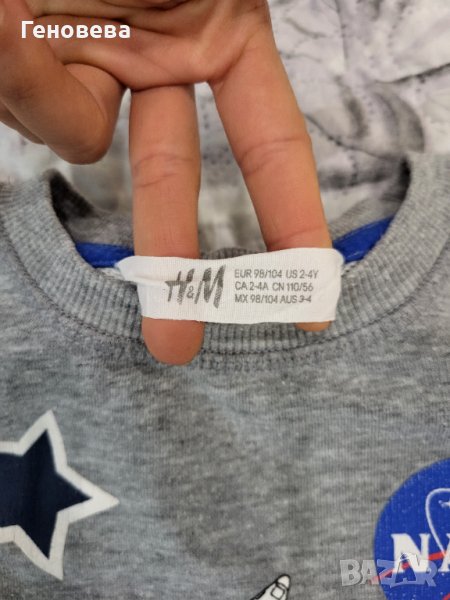 Геновева
H&M
EUR 98/104 US 2-4Y
CA 2-4A CN 110/56
MX 98/104 AUS 3-4
NA
BAZAR